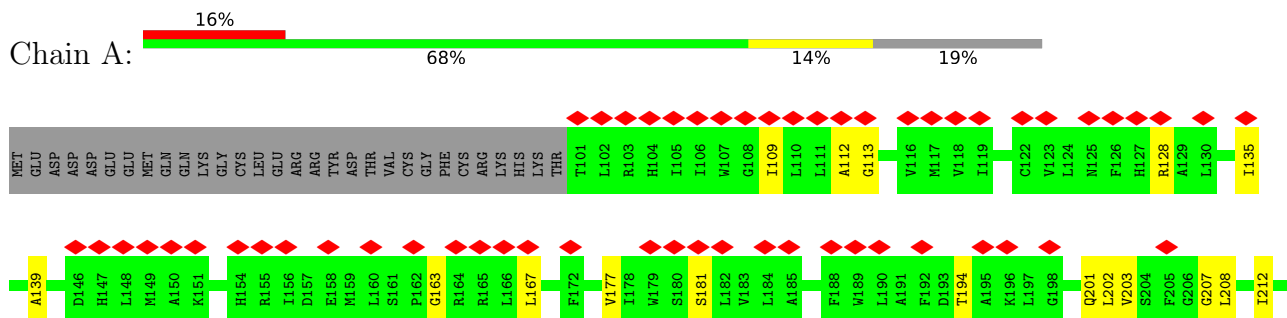 16%
Chain A:
68% 14% 19%
MET GLU ASP ASP ASP GLU GLU MET GLN GLN LYS GLY CYS LEU GLU ARG ARG TYR ASP THR VAL CYS GLY PHE CYS ARG LYS HIS LYS THR T101 L102 R103 H104 I105 I106 W107 G108 I109 L110 L111 A112 G113 V116 M117 V118 I119 C122 V123 L124 N125 F126 H127 R128 A129 L130 I135
A139 D146 H147 L148 M149 A150 K151 H154 R155 I156 D157 E158 M159 L160 S161 P162 G163 R164 R165 L166 L167 F172 V177 I178 W179 S180 S181 L182 V183 L184 A185 F188 W189 L190 A191 F192 D193 T194 A195 K196 L197 G198 Q201 L202 V203 S204 F205 G206 G207 L208 I212